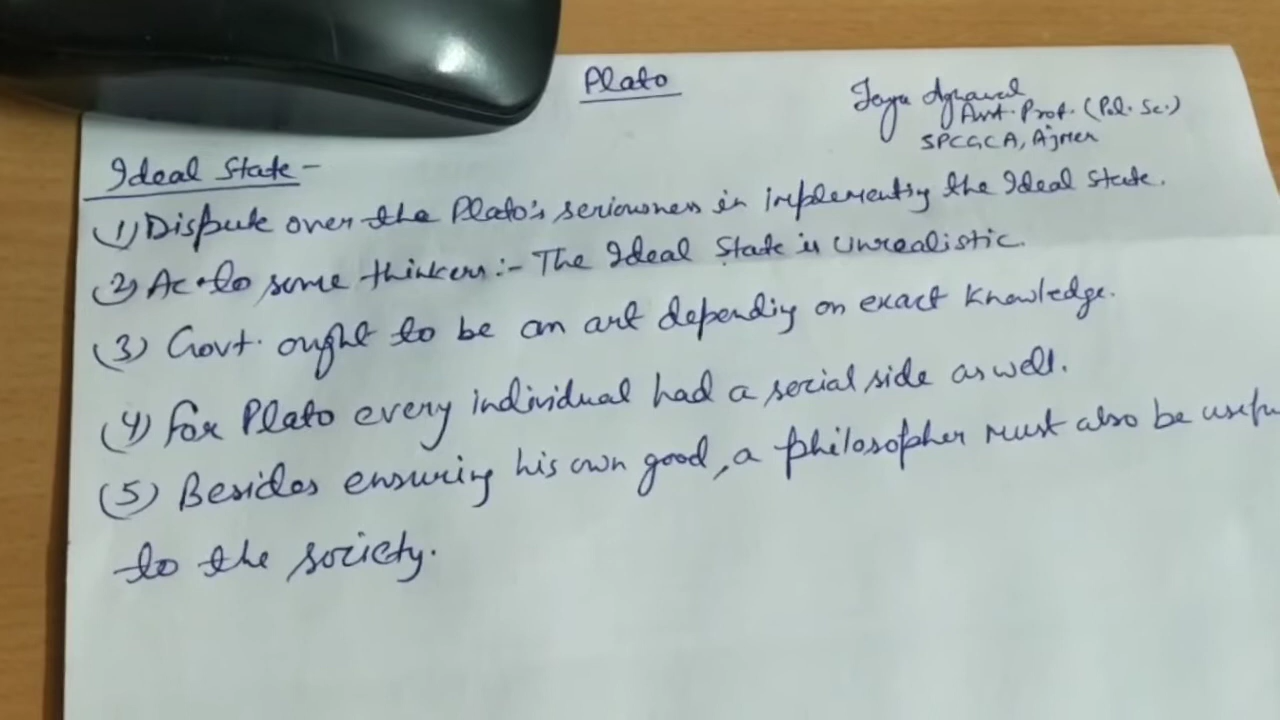 Plato
Jaya Agrawal
Asst. Prof. (Pol. Sc.)
SPCGCA, Ajmer
Ideal State -
(1) Dispute over the Plato's seriousness in implementing the Ideal State.
(2) Ac. to some thinkers :- The Ideal State is Unrealistic.
(3) Govt. ought to be an art depending on exact Knowledge.
(4) For Plato every individual had a social side as well.
(5) Besides ensuring his own good, a philosopher must also be usefu
to the society.